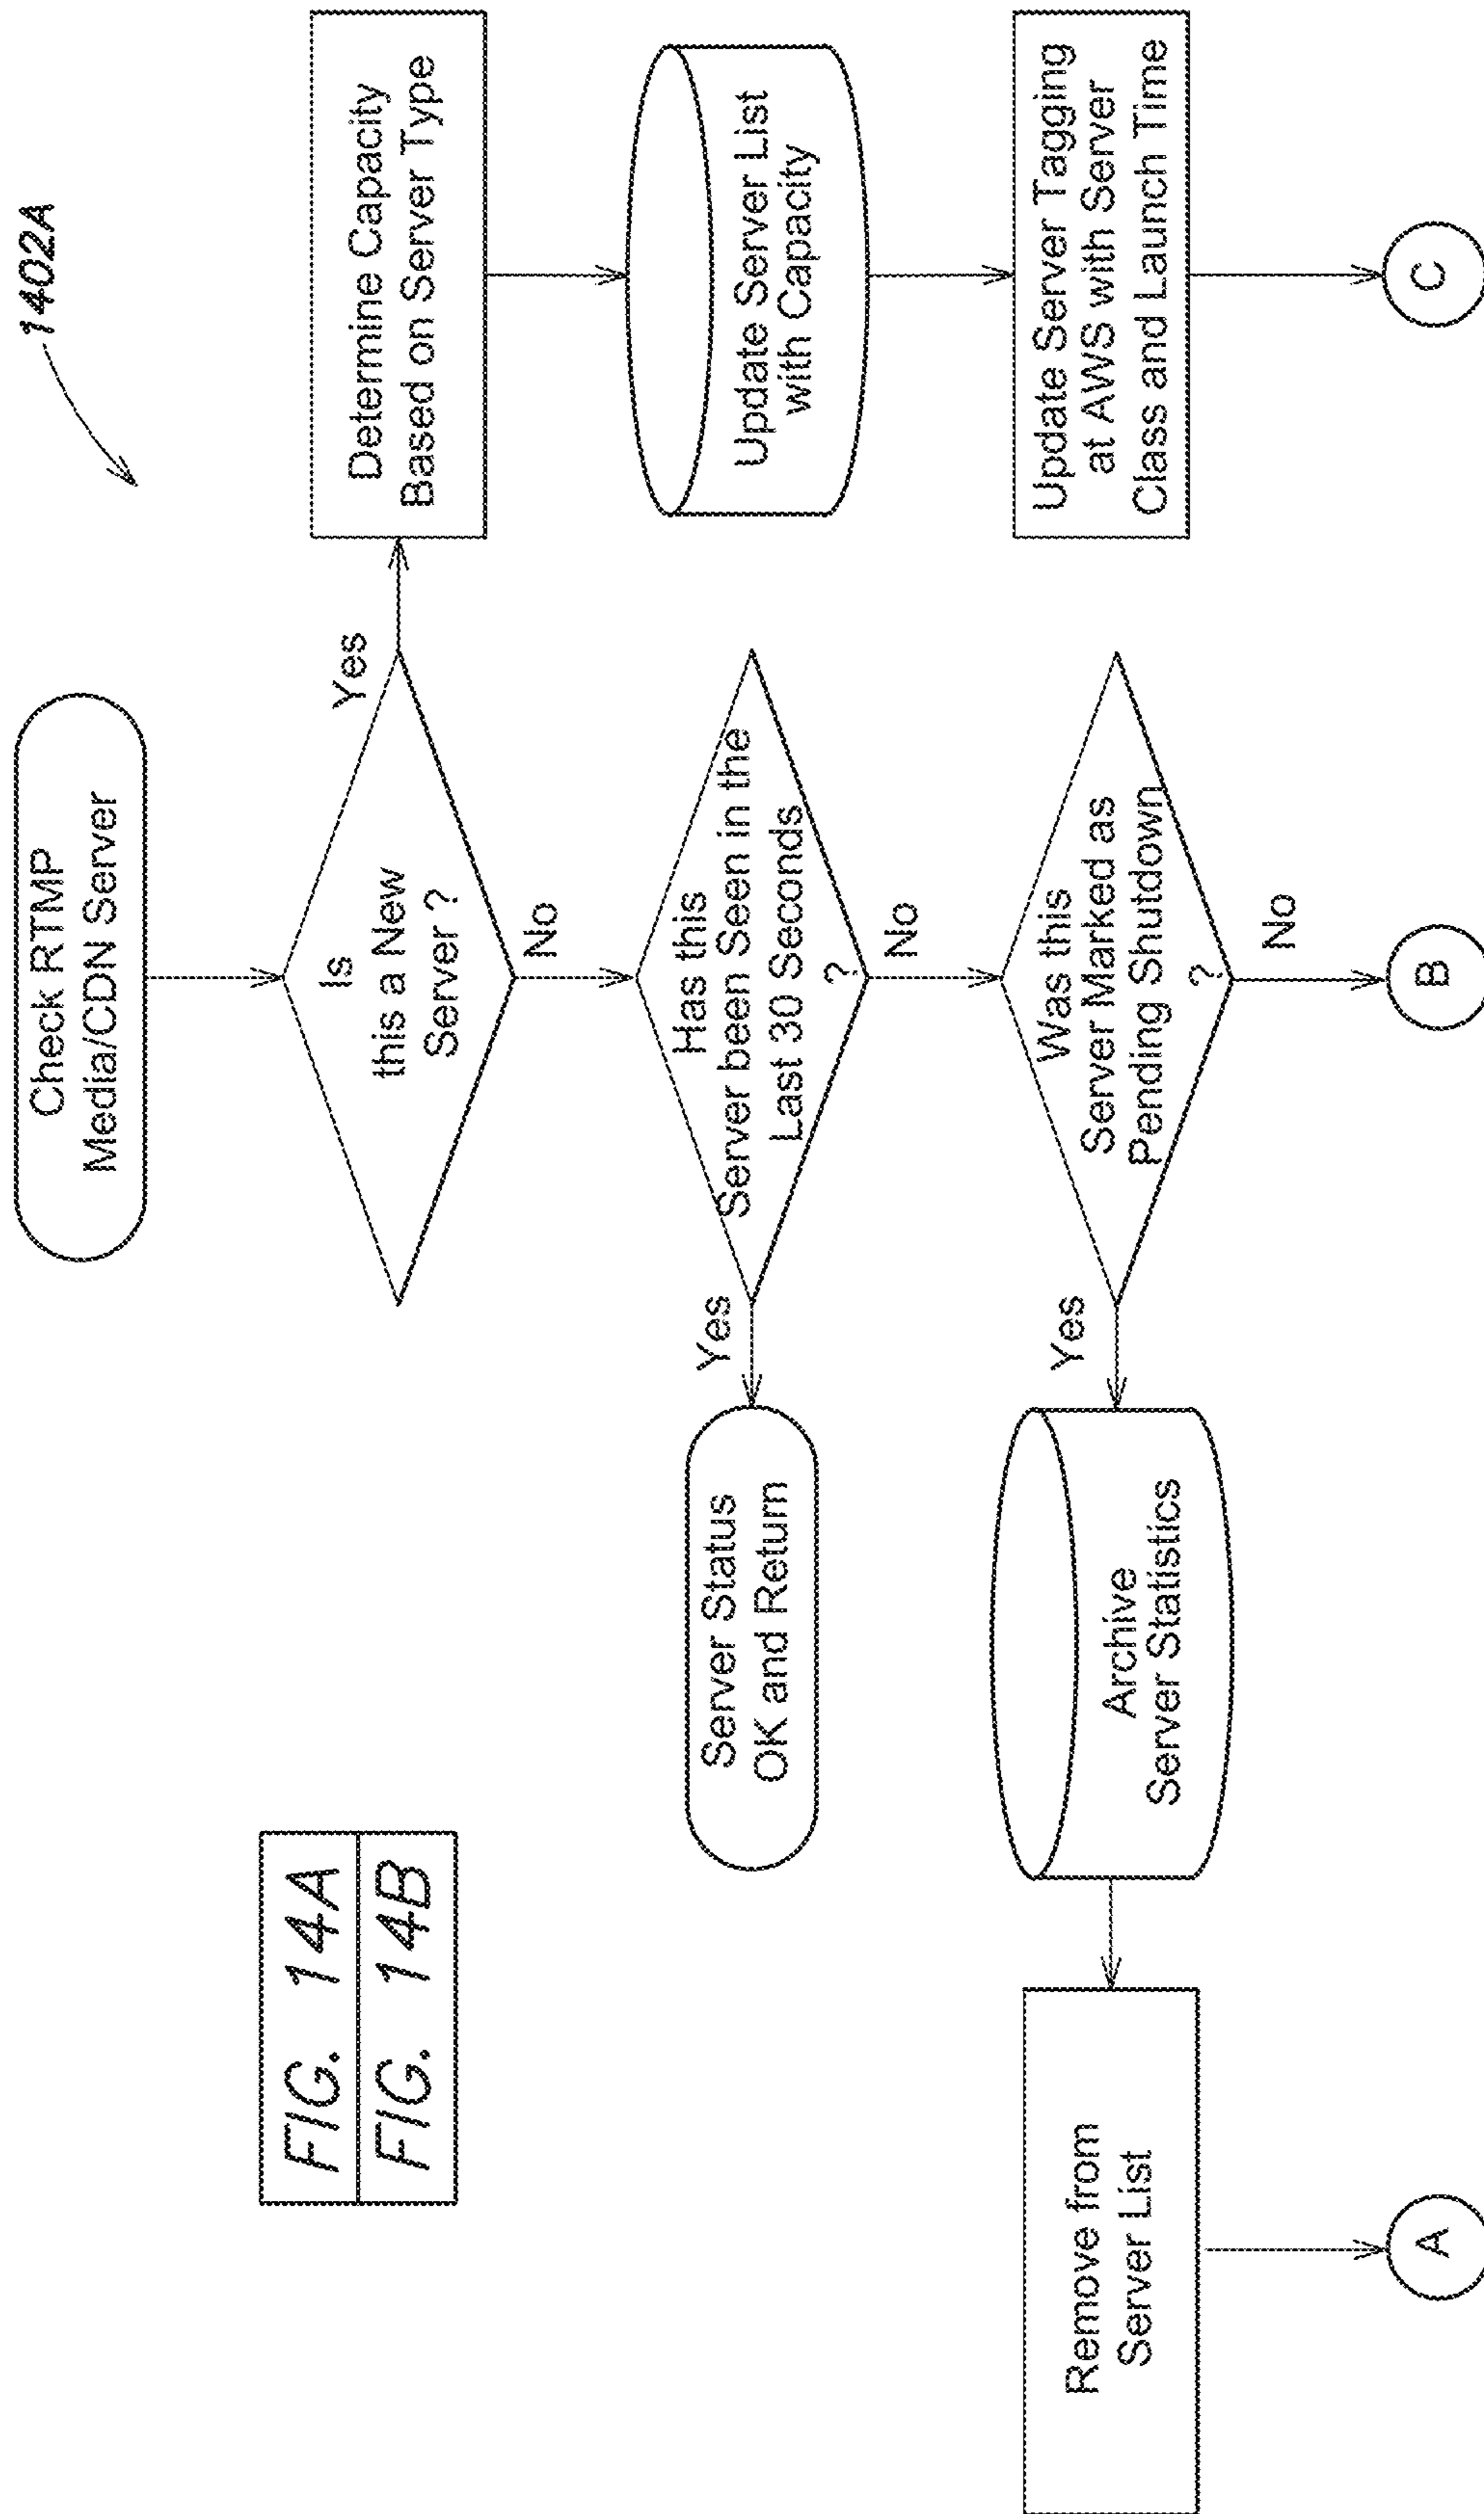 1402A
Check RTMP
Media/CDN Server
Is
this a New
Server ?
Yes
Determine Capacity
Based on Server Type
FIG. 14A
FIG. 14B
No
Update Server List
with Capacity
Has this
Server been Seen in the
Last 30 Seconds
?
Yes
Server Status
OK and Return
No
Update Server Tagging
at AWS with Server
Class and Launch Time
Was this
Server Marked as
Pending Shutdown
?
Yes
Archive
Server Statistics
Remove from
Server List
No
A
B
C